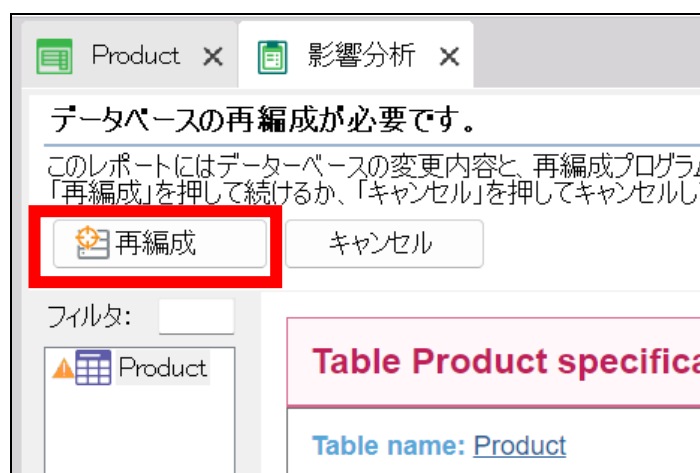 Product
影響分析
データベースの再編成が必要です。
このレポートにはデーターベースの変更内容と、再編成プログラム
「再編成」を押して続けるか、「キャンセル」を押してキャンセルし
再編成
キャンセル
フィルタ:
Product
Table Product specifica
Table name: Product